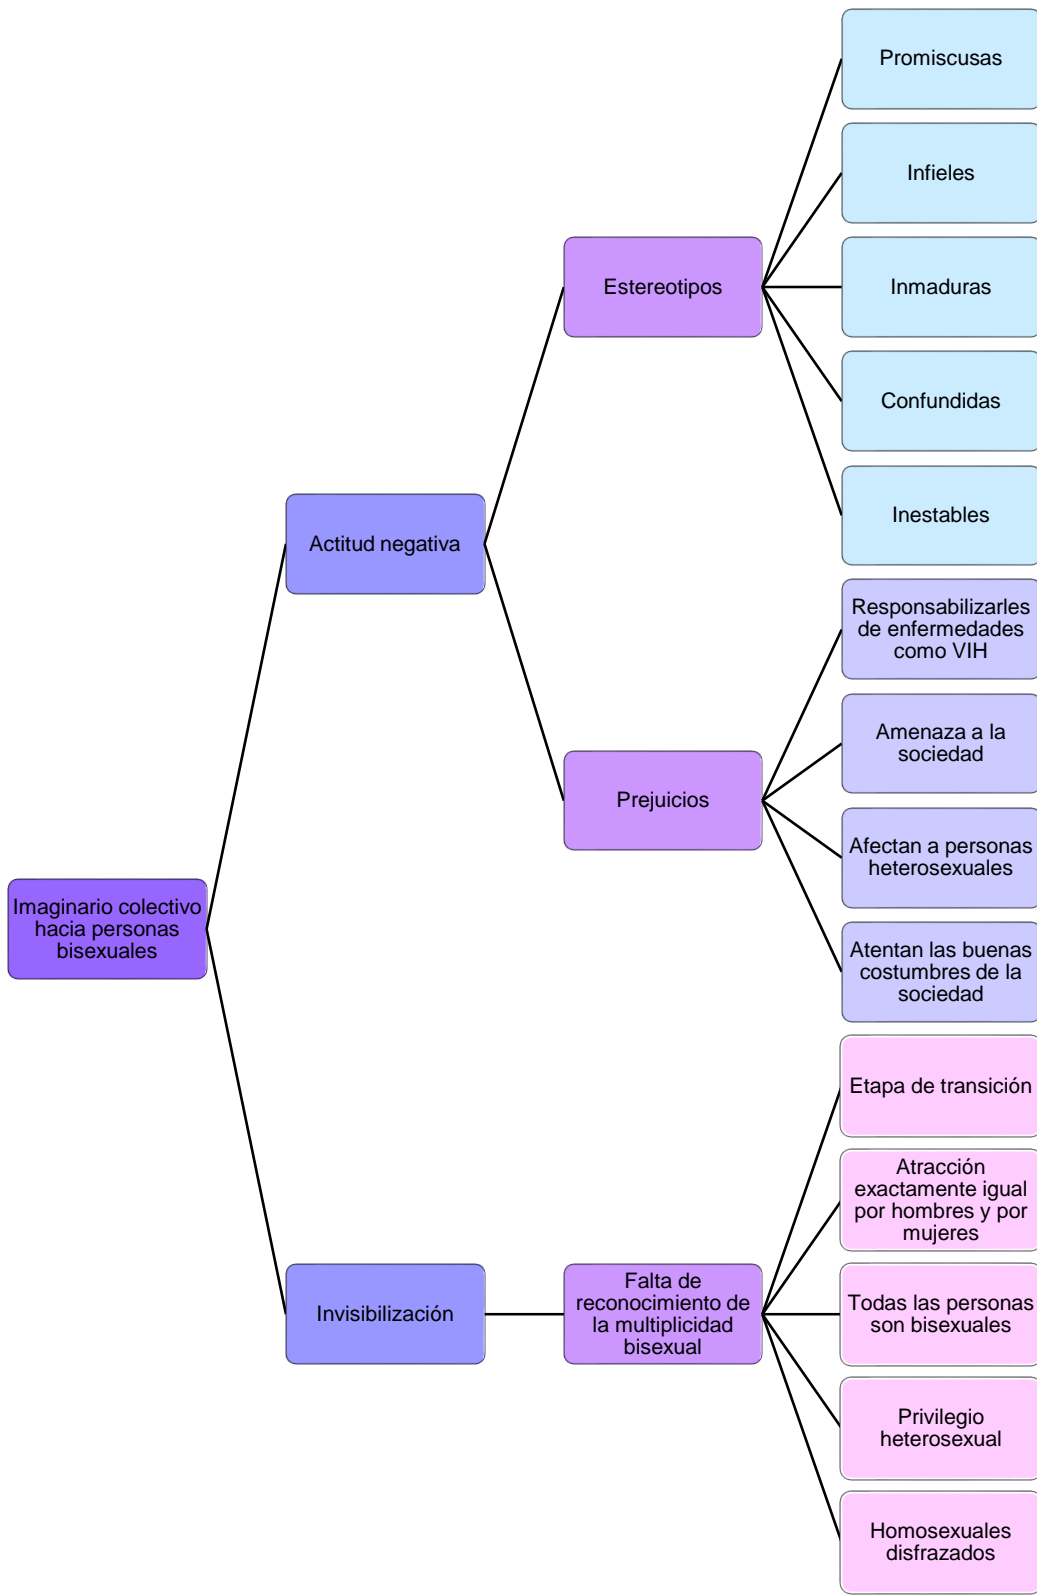 Promiscusas
Infieles
Estereotipos
Inmaduras
Confundidas
Inestables
Actitud negativa
Responsabilizarles
de enfermedades
como VIH
Amenaza a la
sociedad
Prejuicios
Afectan a personas
heterosexuales
Atentan las buenas
costumbres de la
sociedad
Imaginario colectivo
hacia personas
bisexuales
Etapa de transición
Atracción
exactamente igual
por hombres y por
mujeres
Invisibilización
Falta de
reconocimiento de
la multiplicidad
bisexual
Todas las personas
son bisexuales
Privilegio
heterosexual
Homosexuales
disfrazados